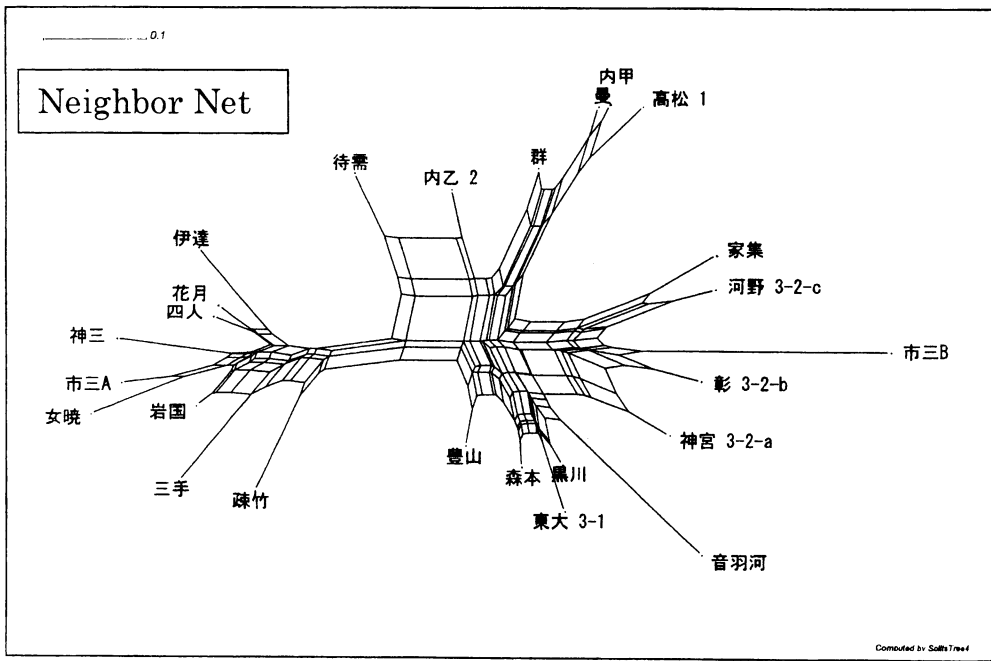 0.1
Neighbor Net
内甲
曼
高松 1
群
待需
内乙 2
伊達
家集
花月
河野 3-2-c
四人
神三
市三B
市三A
彰 3-2-b
女暁
岩国
神宮 3-2-a
豊山
森本
黒川
三手
疎竹
東大 3-1
音羽河
Computed by SplitsTree4